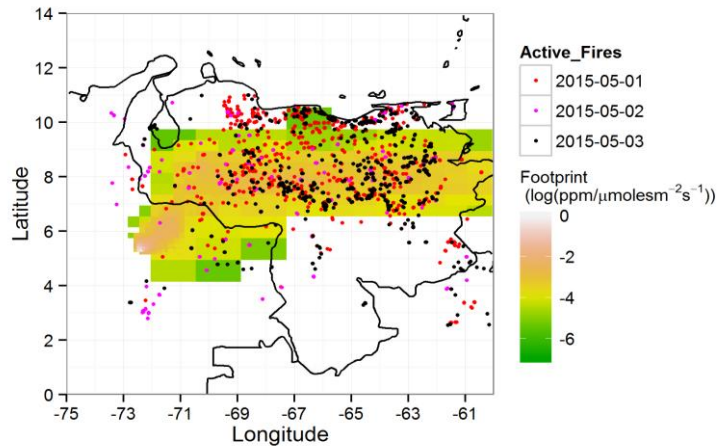 14
12
10
8
6
4
2
0
Latitude
-75 -73 -71 -69 -67 -65 -63 -61
Longitude
Active_Fires
2015-05-01
2015-05-02
2015-05-03
Footprint
(log(ppm/μmolesm⁻²s⁻¹))
0
-2
-4
-6